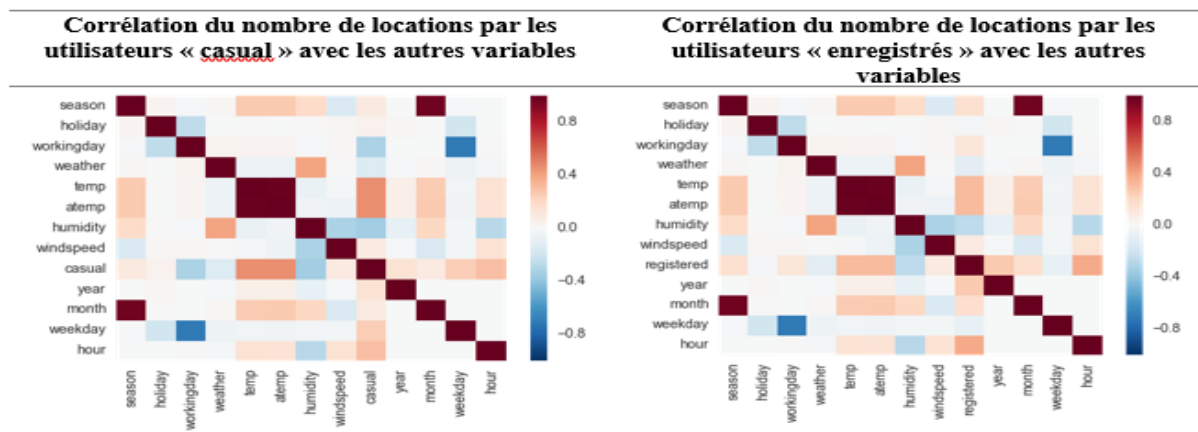 Corrélation du nombre de locations par les
utilisateurs « casual » avec les autres variables
season
holiday
workingday
weather
temp
atemp
humidity
windspeed
casual
year
month
weekday
hour
season
holiday
workingday
weather
temp
atemp
humidity
windspeed
casual
year
month
weekday
hour
0.8
0.4
0.0
−0.4
−0.8
Corrélation du nombre de locations par les
utilisateurs « enregistrés » avec les autres
variables
season
holiday
workingday
weather
temp
atemp
humidity
windspeed
registered
year
month
weekday
hour
season
holiday
workingday
weather
temp
atemp
humidity
windspeed
registered
year
month
weekday
hour
0.8
0.4
0.0
−0.4
−0.8